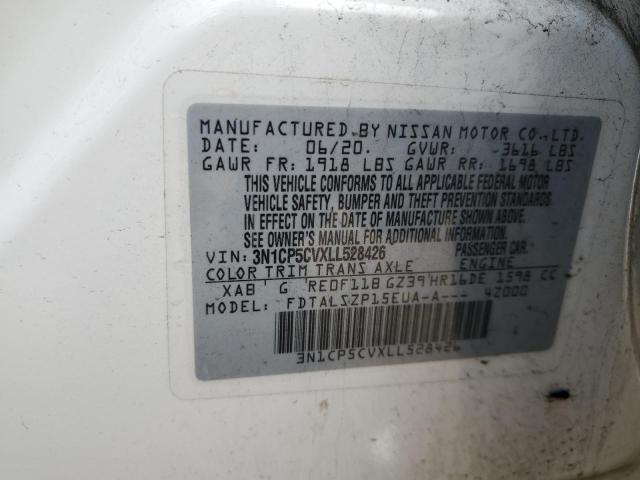 MANUFACTURED BY NISSAN MOTOR CO.,LTD.
DATE: 06/20. GVWR: 3616 LBS
GAWR FR: 1918 LBS GAWR RR: 1698 LBS
THIS VEHICLE CONFORMS TO ALL APPLICABLE FEDERAL MOTOR
VEHICLE SAFETY, BUMPER AND THEFT PREVENTION STANDARDS
IN EFFECT ON THE DATE OF MANUFACTURE SHOWN ABOVE.
SEE OWNER'S MANUAL FOR ADDITIONAL INFORMATION
VIN: 3N1CP5CVXLL528426 PASSENGER CAR.
COLOR TRIM TRANS AXLE ENGINE
XAB G RE0F11B GZ39 HR16DE 1598 CC
MODEL: FDTALSZP15EUA-A--- 42000
3N1CP5CVXLL528426